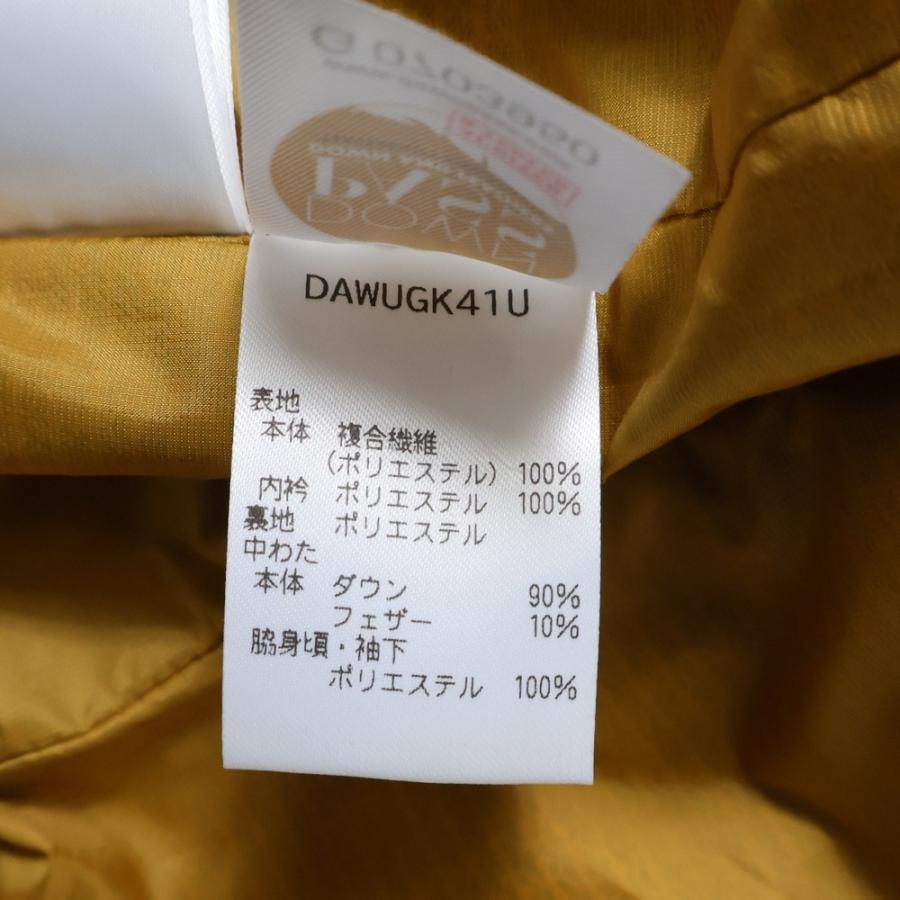 G 0703890
DOWN
DAWUGK41U
表地
本体 複合繊維
(ポリエステル) 100%
内衿 ポリエステル 100%
裏地 ポリエステル
中わた
本体 ダウン 90%
フェザー 10%
脇身頃・袖下
ポリエステル 100%